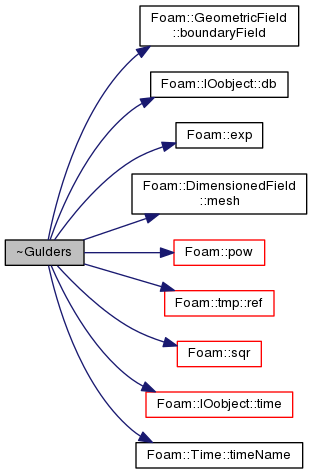 Foam::GeometricField
::boundaryField
Foam::IOobject::db
Foam::exp
Foam::DimensionedField
::mesh
~Gulders
Foam::pow
Foam::tmp::ref
Foam::sqr
Foam::IOobject::time
Foam::Time::timeName